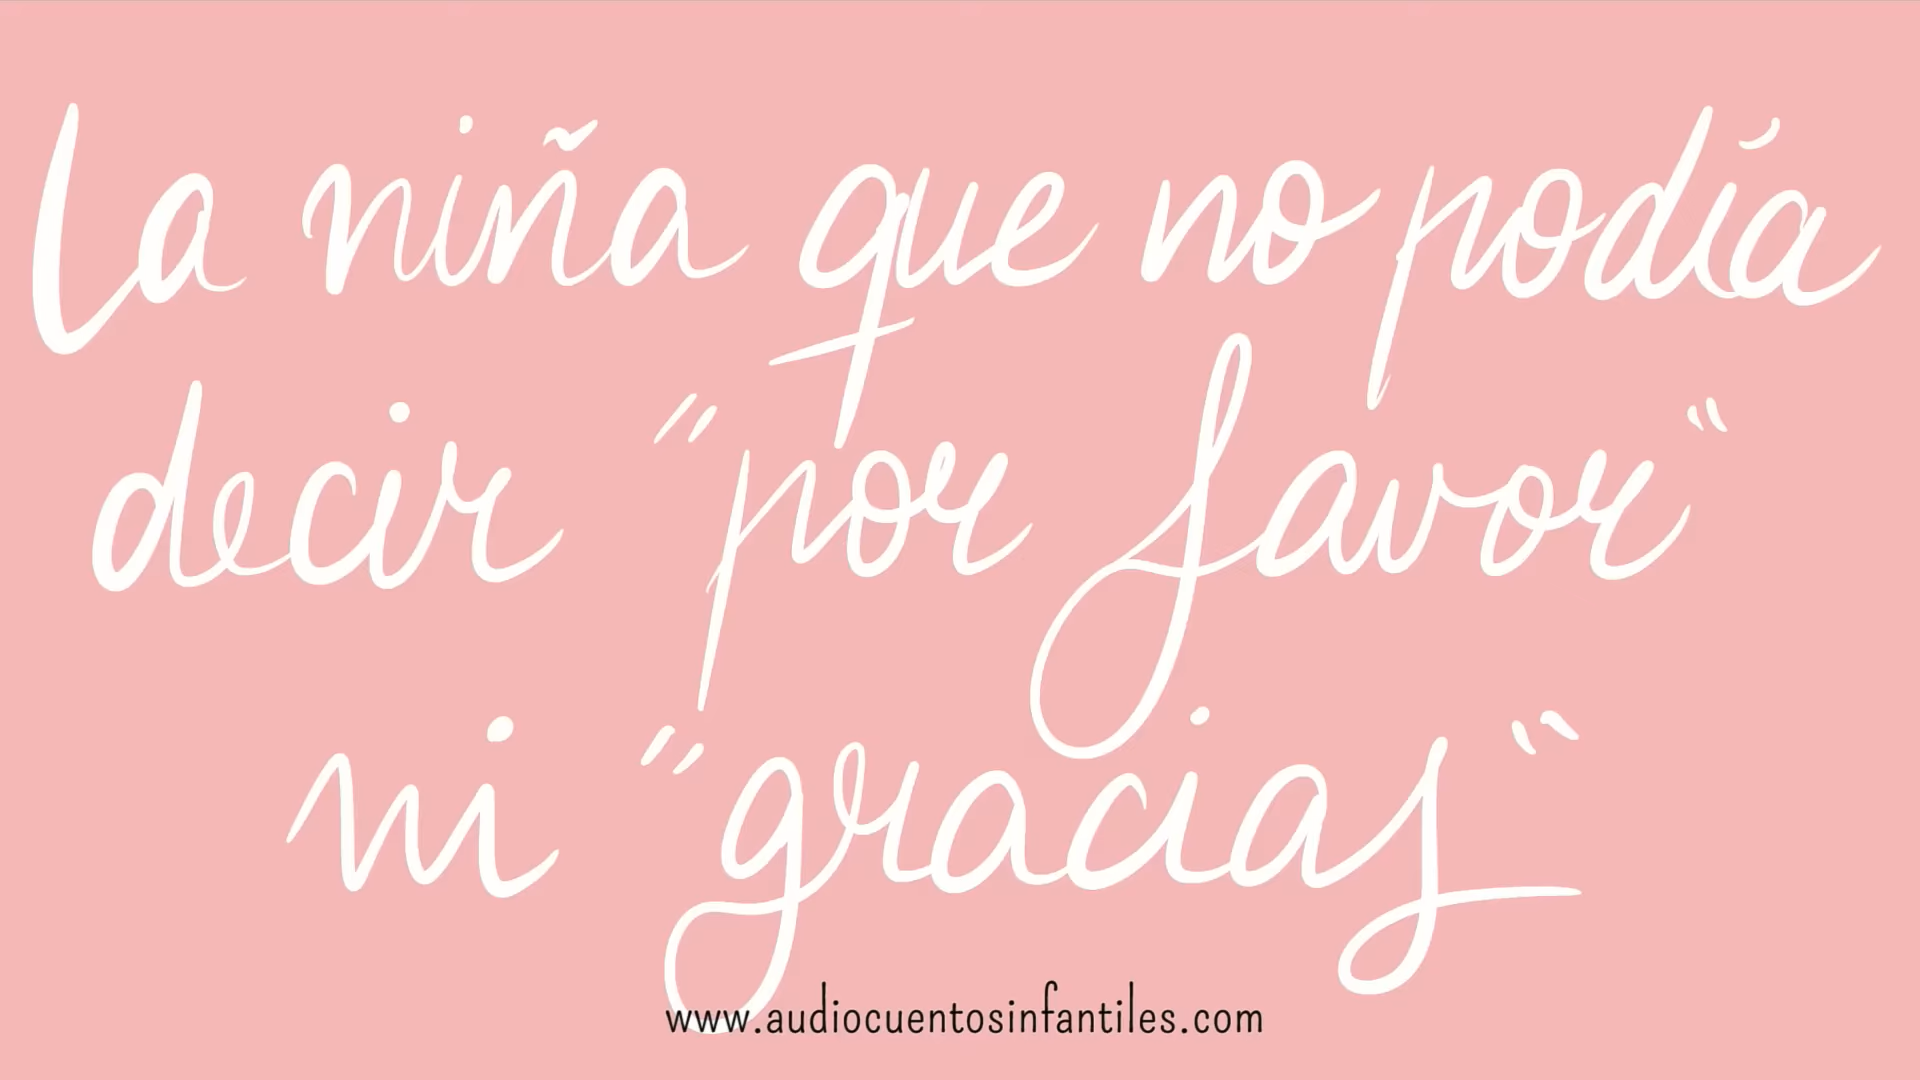 La niña que no podía
decir "por favor"
ni "gracias"
www.audiocuentosinfantiles.com